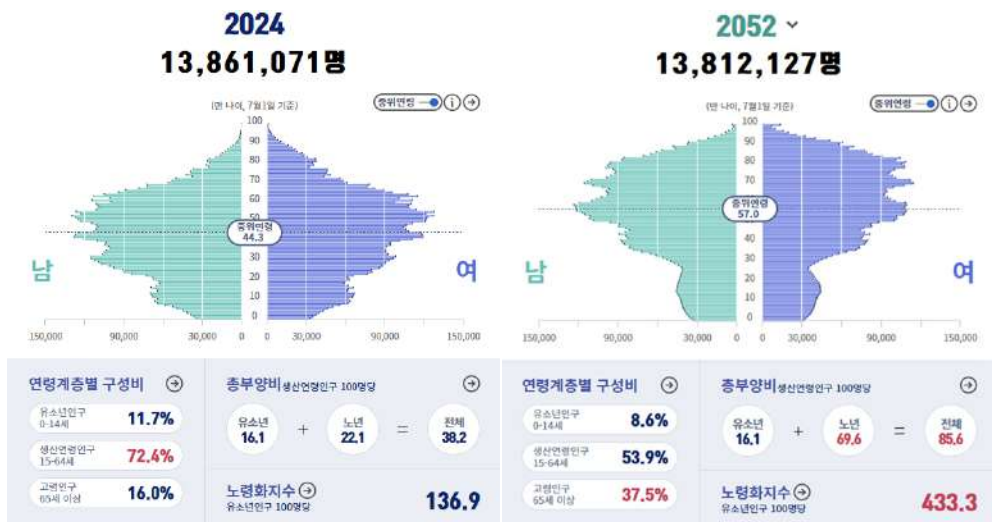 2024
13,861,071명
(만 나이, 7월1일 기준)
중위연령
100
90
80
70
60
50
중위연령
44.3
40
30
20
10
0
남
여
150,000 90,000 30,000 0 0 30,000 90,000 150,000
연령계층별 구성비
유소년인구
0-14세
11.7%
생산연령인구
15-64세
72.4%
고령인구
65세 이상
16.0%
총부양비 생산연령인구 100명당
유소년
16.1
+
노년
22.1
=
전체
38.2
노령화지수
유소년인구 100명당
136.9
2052
13,812,127명
(만 나이, 7월1일 기준)
중위연령
100
90
80
70
60
중위연령
57.0
50
40
30
20
10
0
남
여
150,000 90,000 30,000 0 0 30,000 90,000 150,000
연령계층별 구성비
유소년인구
0-14세
8.6%
생산연령인구
15-64세
53.9%
고령인구
65세 이상
37.5%
총부양비 생산연령인구 100명당
유소년
16.1
+
노년
69.6
=
전체
85.6
노령화지수
유소년인구 100명당
433.3